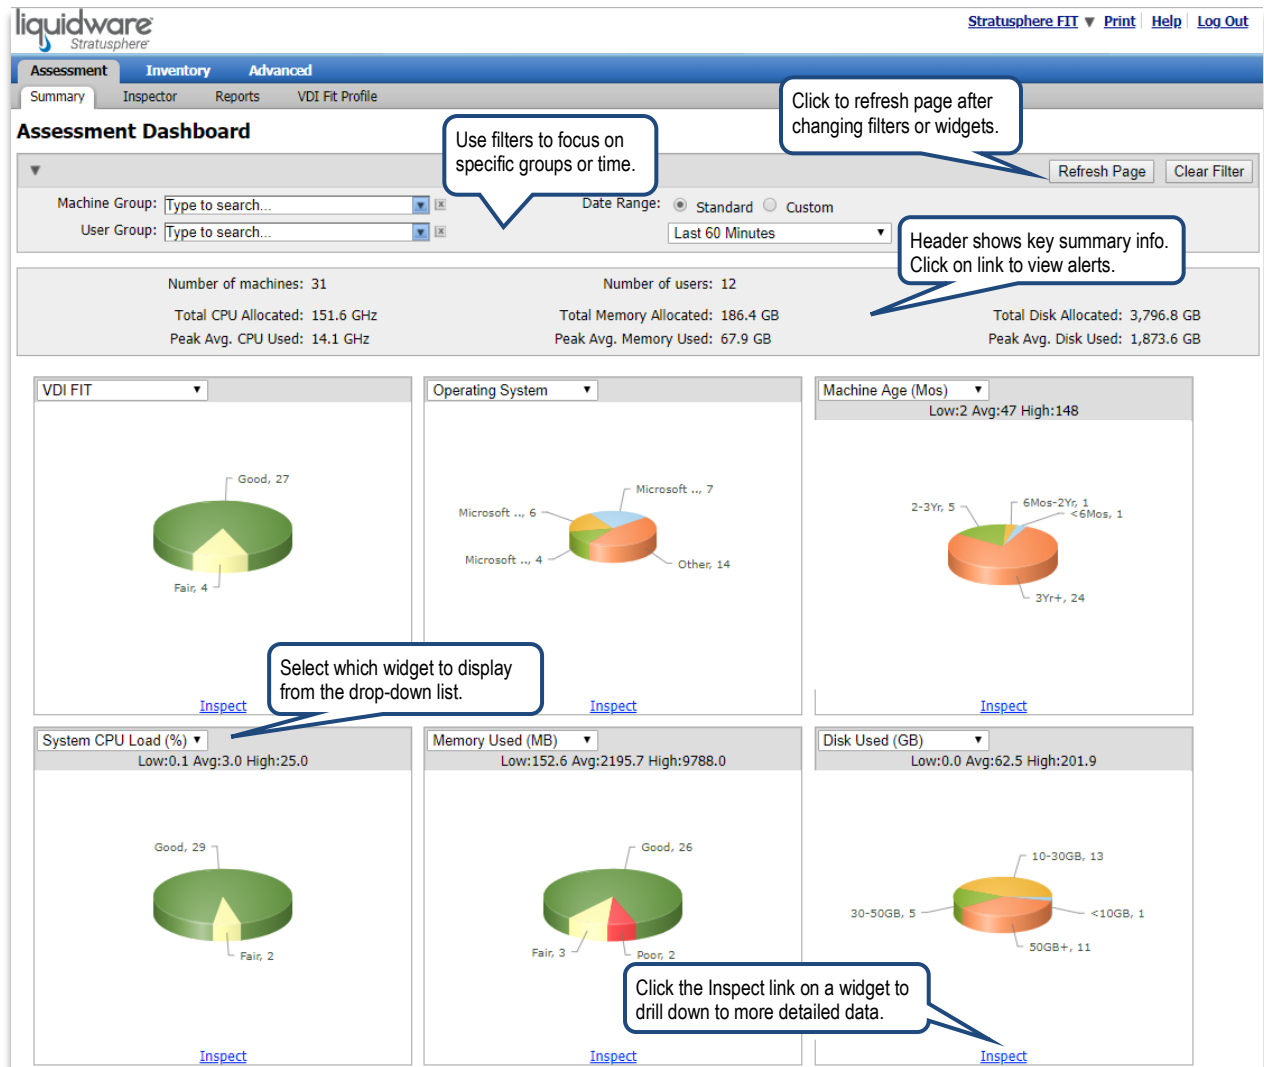 liquidware
Stratusphere
Stratusphere FIT ▼ Print Help Log Out
Assessment Inventory Advanced
Summary Inspector Reports VDI Fit Profile
Click to refresh page after
changing filters or widgets.
Assessment Dashboard
Use filters to focus on
specific groups or time.
Refresh Page Clear Filter
Machine Group: Type to search... Date Range: Standard Custom
User Group: Type to search... Last 60 Minutes
Header shows key summary info.
Click on link to view alerts.
Number of machines: 31 Number of users: 12
Total CPU Allocated: 151.6 GHz Total Memory Allocated: 186.4 GB Total Disk Allocated: 3,796.8 GB
Peak Avg. CPU Used: 14.1 GHz Peak Avg. Memory Used: 67.9 GB Peak Avg. Disk Used: 1,873.6 GB
VDI FIT
Good, 27
Fair, 4
Inspect
Operating System
Microsoft .., 7
Microsoft .., 6
Microsoft .., 4
Other, 14
Inspect
Machine Age (Mos)
Low:2 Avg:47 High:148
2-3Yr, 5
6Mos-2Yr, 1
<6Mos, 1
3Yr+, 24
Inspect
Select which widget to display
from the drop-down list.
System CPU Load (%)
Low:0.1 Avg:3.0 High:25.0
Good, 29
Fair, 2
Inspect
Memory Used (MB)
Low:152.6 Avg:2195.7 High:9788.0
Good, 26
Fair, 3
Poor, 2
Inspect
Disk Used (GB)
Low:0.0 Avg:62.5 High:201.9
10-30GB, 13
30-50GB, 5
<10GB, 1
50GB+, 11
Click the Inspect link on a widget to
drill down to more detailed data.
Inspect